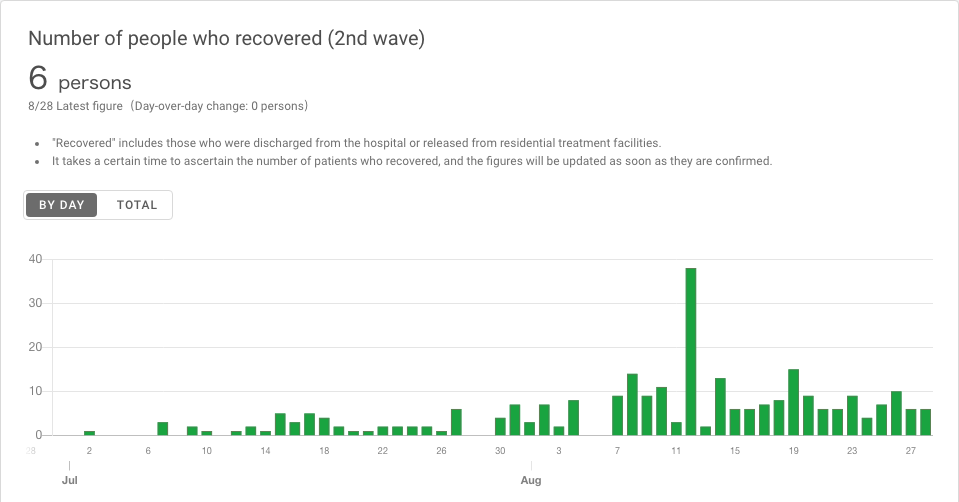 Number of people who recovered (2nd wave)
6 persons
8/28 Latest figure (Day-over-day change: 0 persons)
• "Recovered" includes those who were discharged from the hospital or released from residential treatment facilities.
• It takes a certain time to ascertain the number of patients who recovered, and the figures will be updated as soon as they are confirmed.
BY DAY TOTAL
40
30
20
10
0
28 2 6 10 14 18 22 26 30 3 7 11 15 19 23 27
Jul Aug